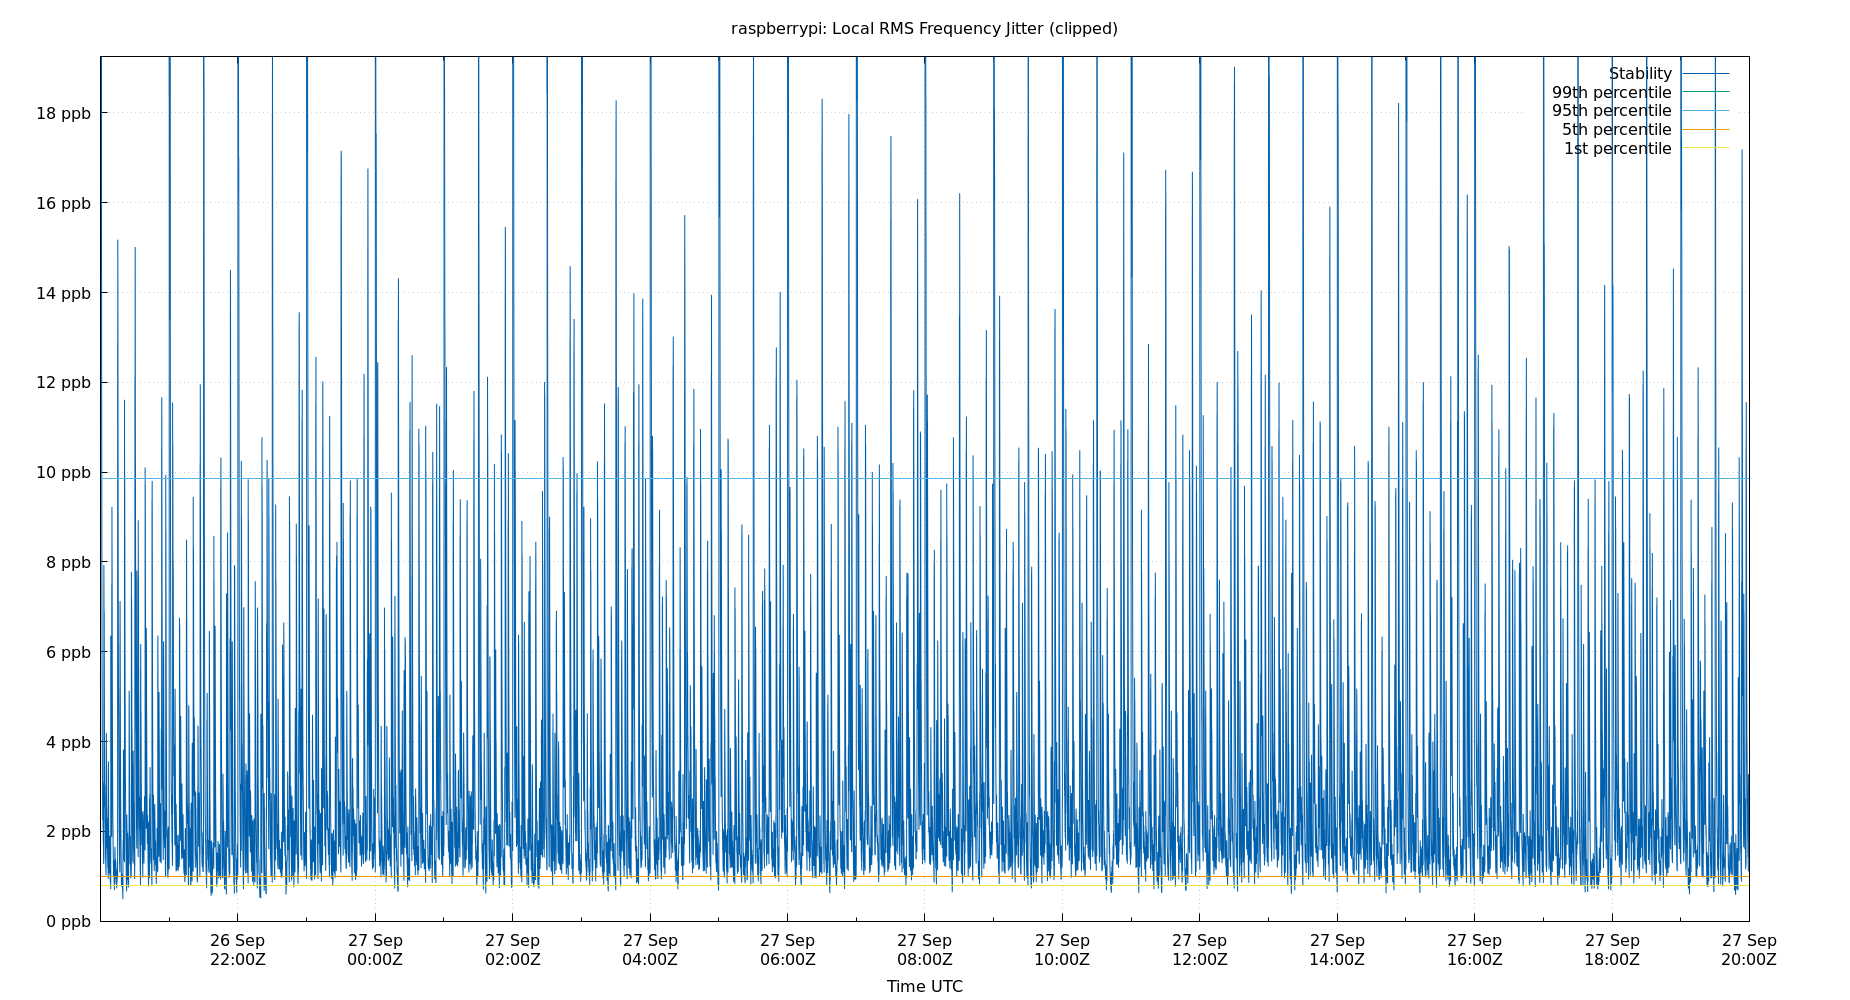 raspberrypi: Local RMS Frequency Jitter (clipped)
Stability
99th percentile
95th percentile
5th percentile
1st percentile
18 ppb
16 ppb
14 ppb
12 ppb
10 ppb
8 ppb
6 ppb
4 ppb
2 ppb
0 ppb
26 Sep 27 Sep 27 Sep 27 Sep 27 Sep 27 Sep 27 Sep 27 Sep 27 Sep 27 Sep 27 Sep 27 Sep
22:00Z 00:00Z 02:00Z 04:00Z 06:00Z 08:00Z 10:00Z 12:00Z 14:00Z 16:00Z 18:00Z 20:00Z
Time UTC